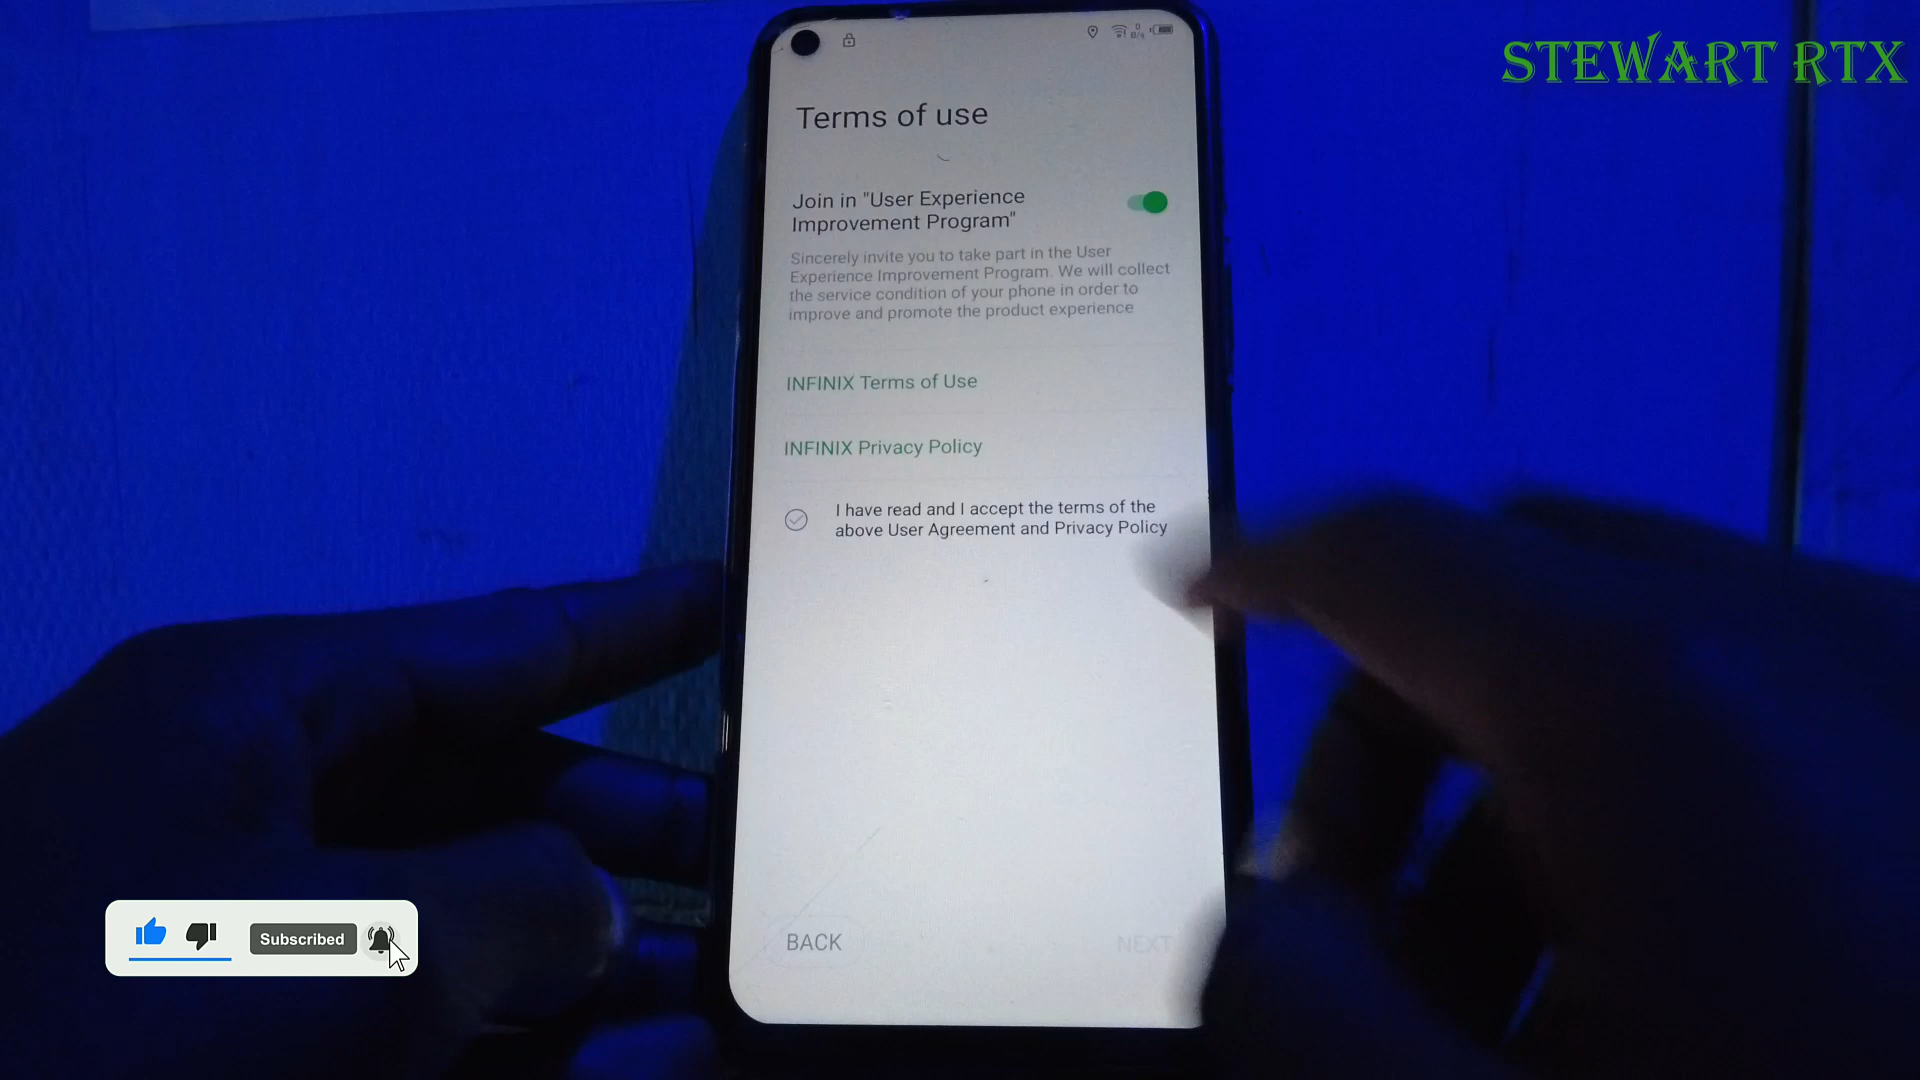 STEWART RTX
0
B/s
Terms of use
Join in "User Experience
Improvement Program"
Sincerely invite you to take part in the User
Experience Improvement Program. We will collect
the service condition of your phone in order to
improve and promote the product experience
INFINIX Terms of Use
INFINIX Privacy Policy
I have read and I accept the terms of the
above User Agreement and Privacy Policy
BACK
NEXT
Subscribed